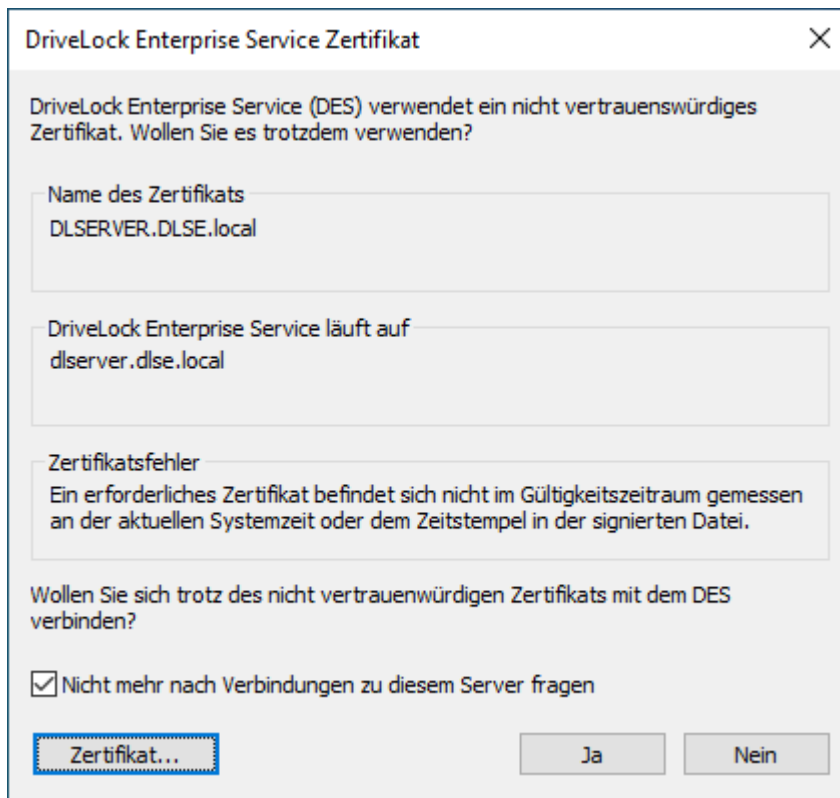 DriveLock Enterprise Service Zertifikat
DriveLock Enterprise Service (DES) verwendet ein nicht vertrauenswürdiges
Zertifikat. Wollen Sie es trotzdem verwenden?
Name des Zertifikats
DLSERVER.DLSE.local
DriveLock Enterprise Service läuft auf
dlserver.dlse.local
Zertifikatsfehler
Ein erforderliches Zertifikat befindet sich nicht im Gültigkeitszeitraum gemessen
an der aktuellen Systemzeit oder dem Zeitstempel in der signierten Datei.
Wollen Sie sich trotz des nicht vertrauenwürdigen Zertifikats mit dem DES
verbinden?
Nicht mehr nach Verbindungen zu diesem Server fragen
Zertifikat...
Ja
Nein